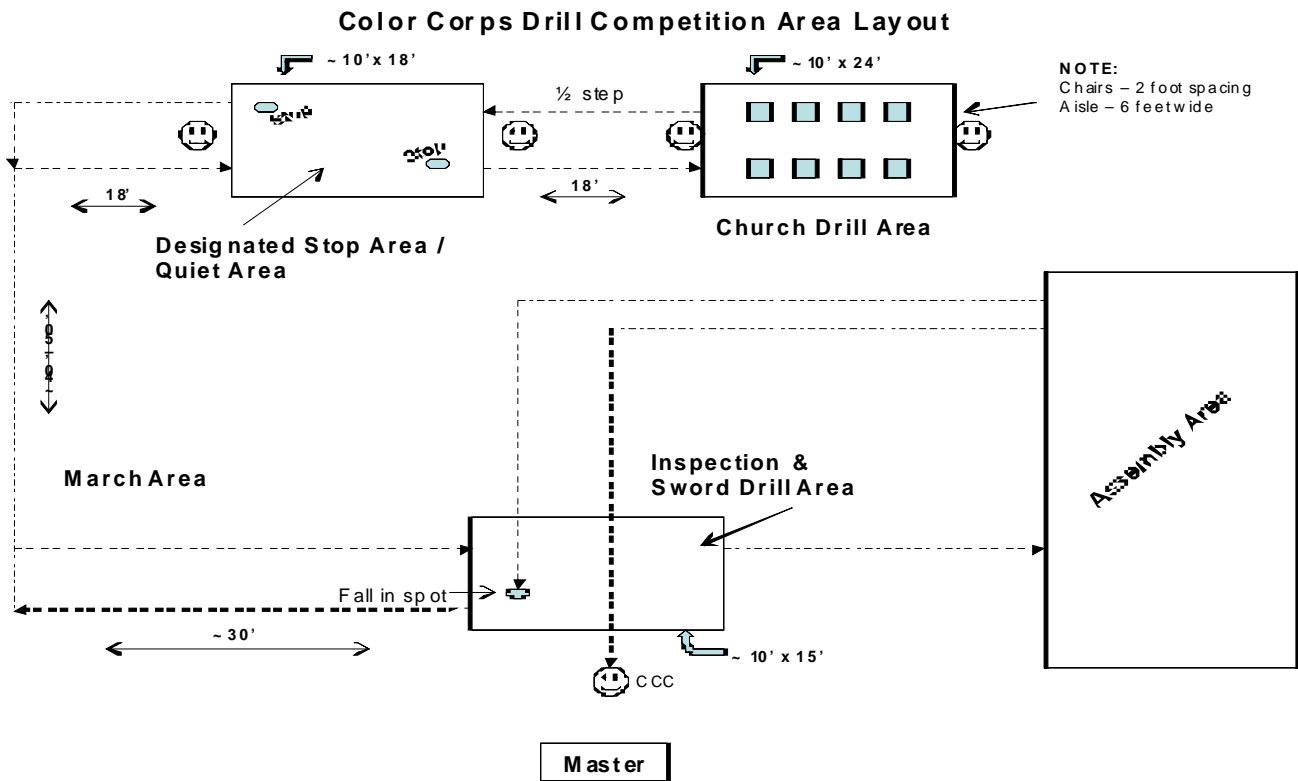 Color Corps Drill Competition Area Layout
~ 10' x 18'
~ 10' x 24'
NOTE:
Chairs – 2 foot spacing
Aisle – 6 feet wide
½ step
18'
18'
Church Drill Area
Designated Stop Area /
Quiet Area
March Area
Inspection &
Sword Drill Area
Assembly Area
Fall in spot
~ 30'
~ 10' x 15'
CCC
Master